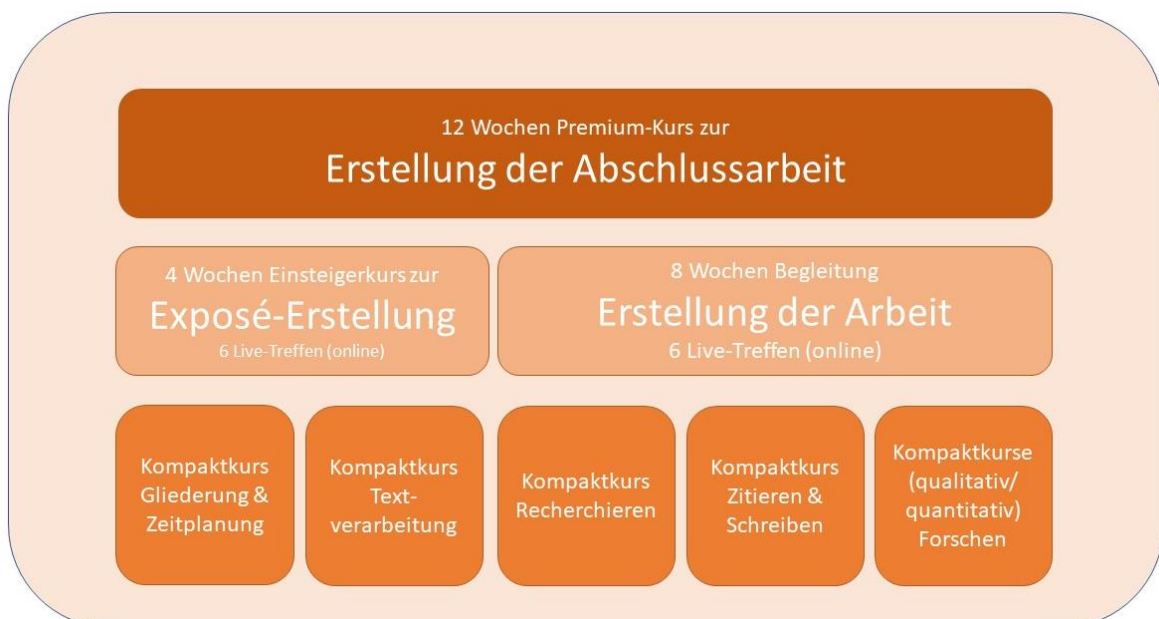 12 Wochen Premium-Kurs zur
Erstellung der Abschlussarbeit
4 Wochen Einsteigerkurs zur
Exposé-Erstellung
6 Live-Treffen (online)
8 Wochen Begleitung
Erstellung der Arbeit
6 Live-Treffen (online)
Kompaktkurs
Gliederung &
Zeitplanung
Kompaktkurs
Text-
verarbeitung
Kompaktkurs
Recherchieren
Kompaktkurs
Zitieren &
Schreiben
Kompaktkurse
(qualitativ/
quantitativ)
Forschen